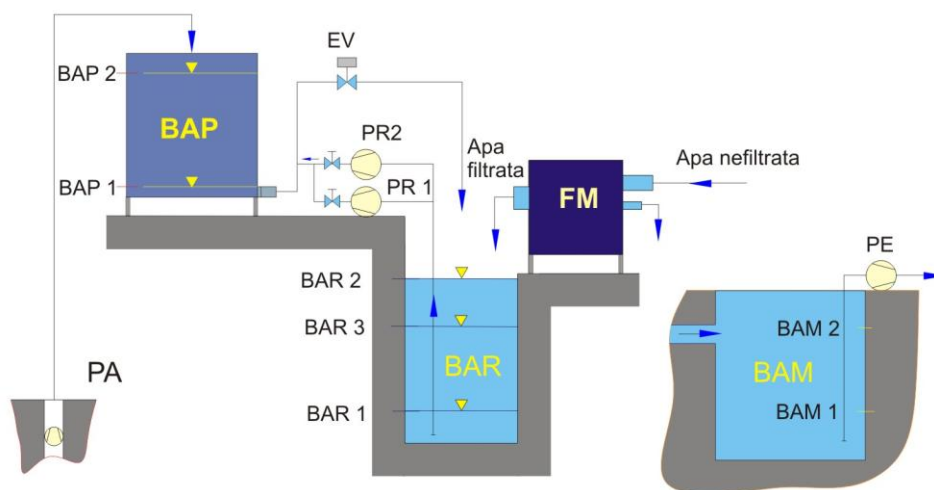 EV
BAP 2
BAP
PR2
Apa
filtrata
Apa nefiltrata
BAP 1
PR 1
FM
PE
BAR 2
BAR 3
BAM 2
PA
BAR
BAM
BAR 1
BAM 1